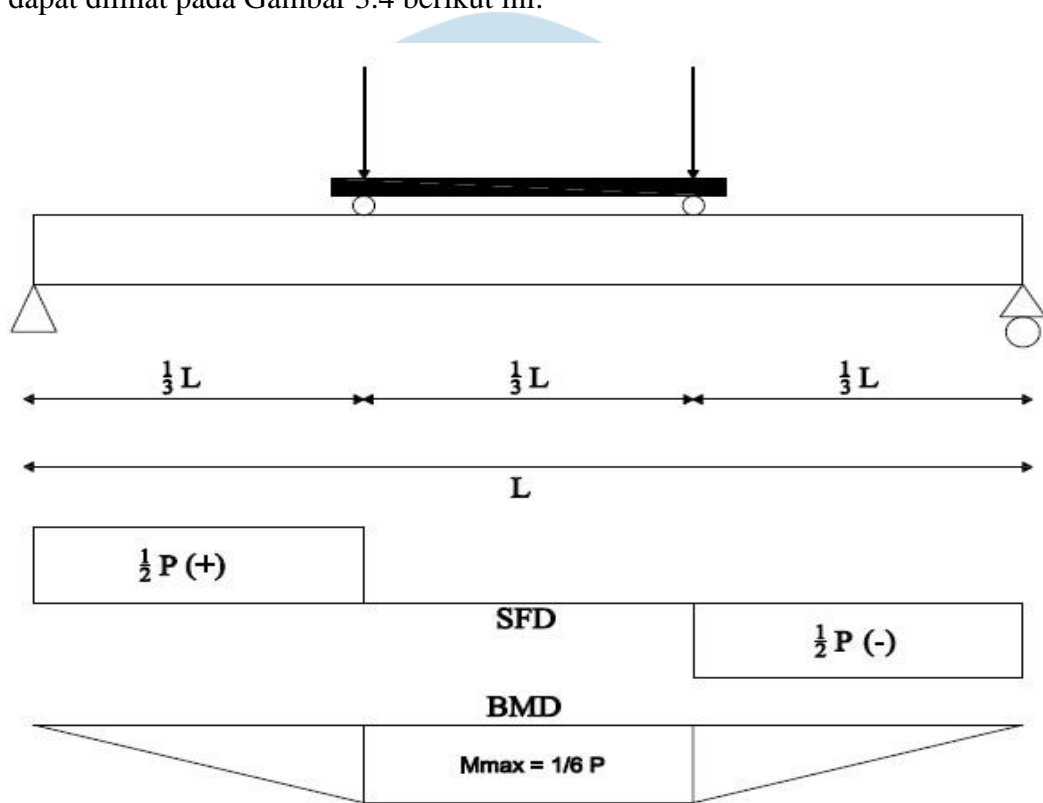 dapat dilihat pada Gambar 3.4 berikut ini.
1/3 L 1/3 L 1/3 L
L
1/2 P (+)
SFD
1/2 P (-)
BMD
Mmax = 1/6 P